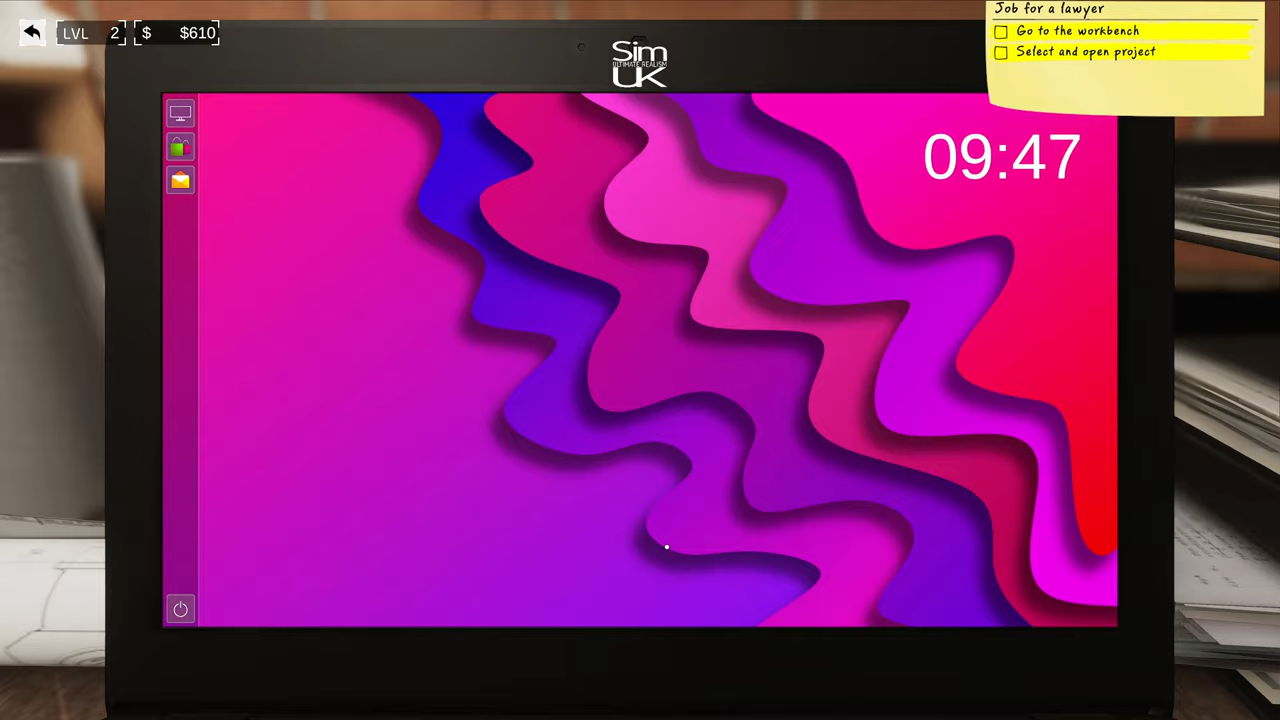 LVL 2 $ $610
Sim
ULTIMATE REALISM
UK
Job for a lawyer
Go to the workbench
Select and open project
09:47